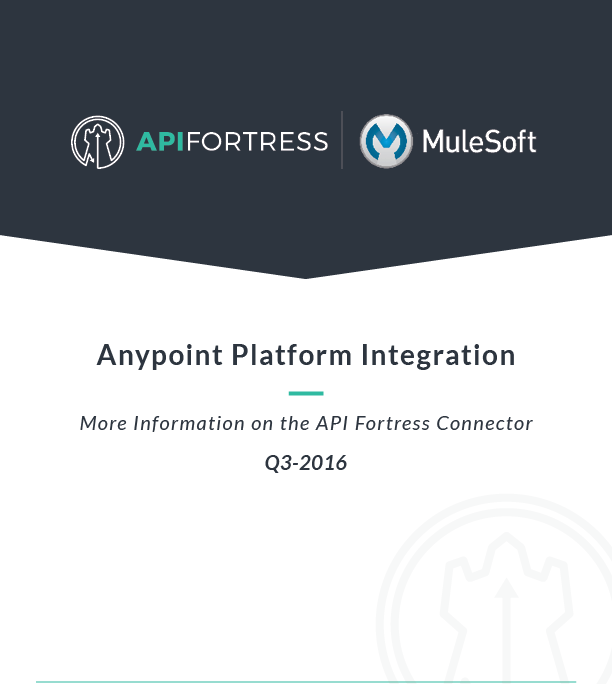 APIFORTRESS
MuleSoft
Anypoint Platform Integration
More Information on the API Fortress Connector
Q3-2016